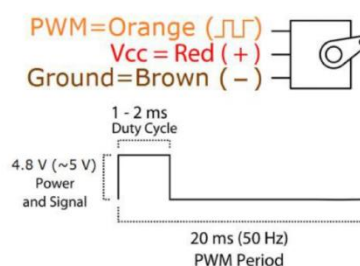 PWM=Orange (⎍⎍)
Vcc = Red (+)
Ground=Brown (−)
1 - 2 ms
Duty Cycle
4.8 V (~5 V)
Power
and Signal
20 ms (50 Hz)
PWM Period